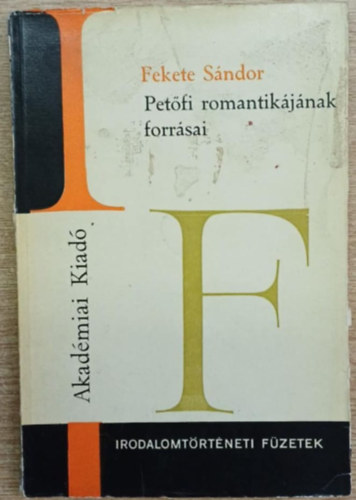 I
Fekete Sándor
Petőfi romantikájának
forrásai
Akadémiai Kiadó
F
IRODALOMTÖRTÉNETI FÜZETEK